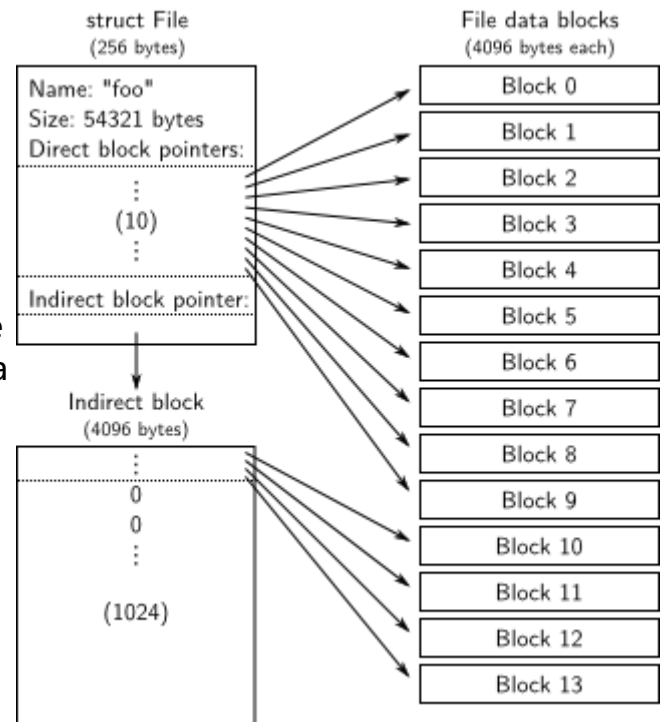 struct File
(256 bytes)
Name: "foo"
Size: 54321 bytes
Direct block pointers:
⋮
(10)
⋮
Indirect block pointer:
e
a
Indirect block
(4096 bytes)
⋮
0
0
⋮
(1024)
File data blocks
(4096 bytes each)
Block 0
Block 1
Block 2
Block 3
Block 4
Block 5
Block 6
Block 7
Block 8
Block 9
Block 10
Block 11
Block 12
Block 13